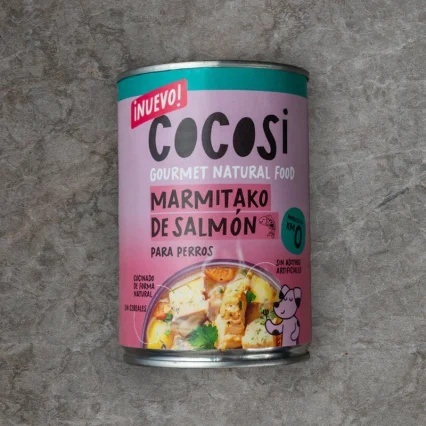 ¡NUEVO!
COCOSI
GOURMET NATURAL FOOD
MARMITAKO
DE SALMÓN
KM 0
PARA PERROS
SIN ADITIVOS
ARTIFICIALES
COCINADO
DE FORMA
NATURAL
SIN CEREALES